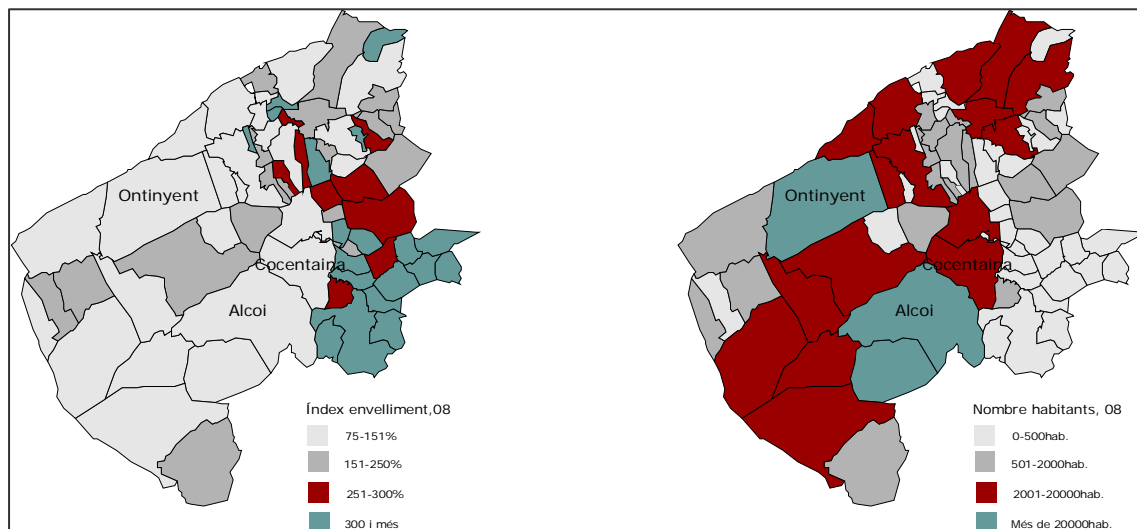 Ontinyent
Cocentaina
Alcoi
Índex envelliment,08
75-151%
151-250%
251-300%
300 i més
Ontinyent
Cocentaina
Alcoi
Nombre habitants, 08
0-500hab.
501-2000hab.
2001-20000hab.
Més de 20000hab.